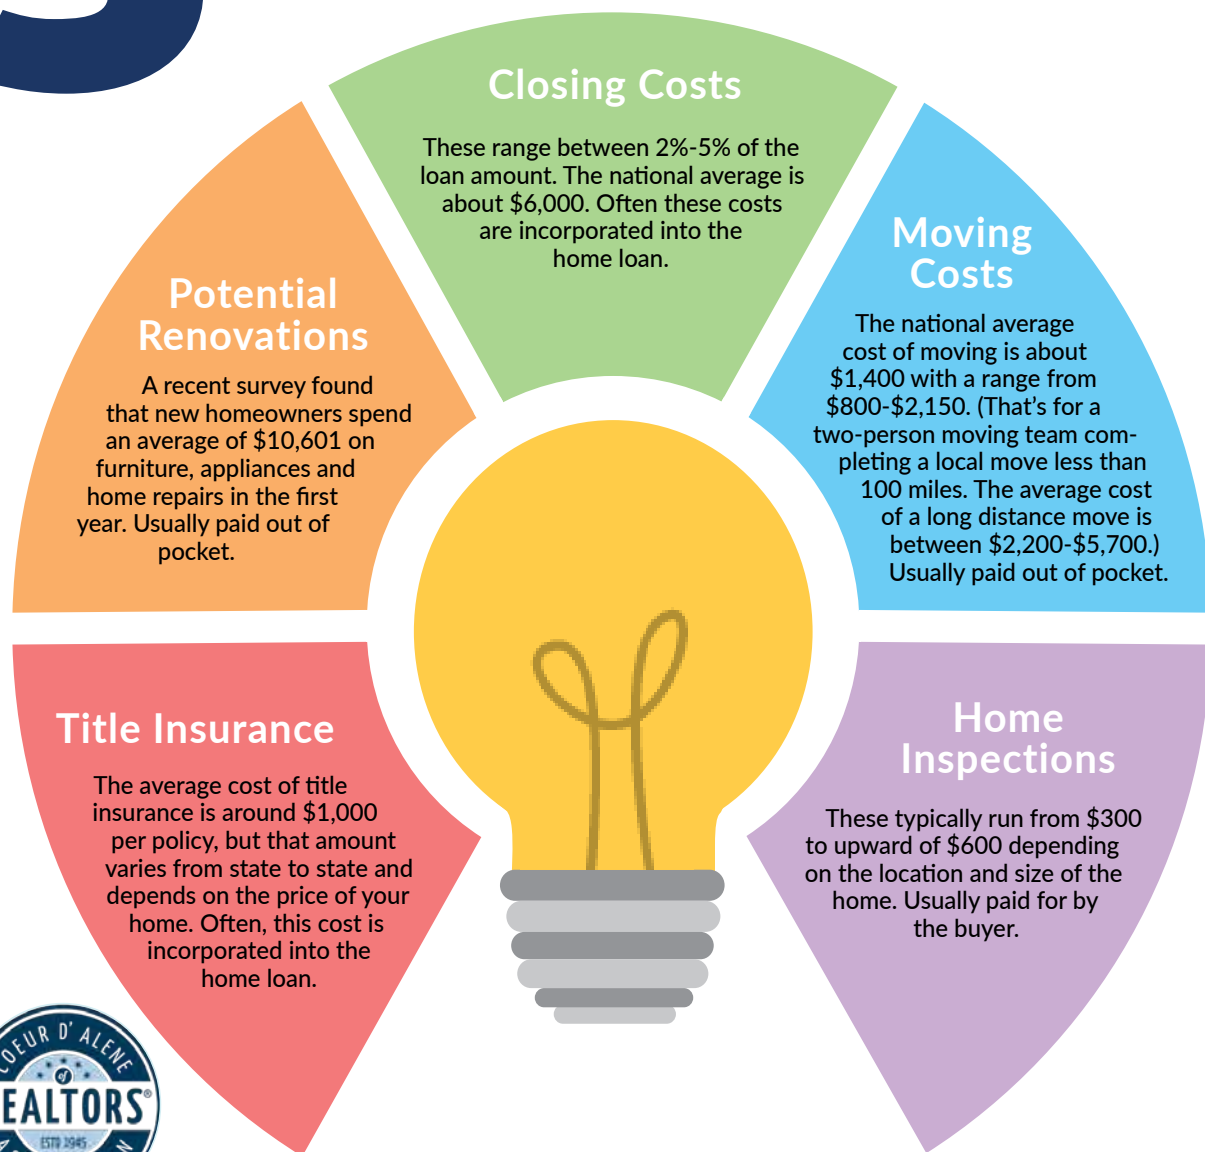 Closing Costs
These range between 2%-5% of the
loan amount. The national average is
about $6,000. Often these costs
are incorporated into the
home loan.
Moving
Costs
The national average
cost of moving is about
$1,400 with a range from
$800-$2,150. (That's for a
two-person moving team com-
pleting a local move less than
100 miles. The average cost
of a long distance move is
between $2,200-$5,700.)
Usually paid out of pocket.
Potential
Renovations
A recent survey found
that new homeowners spend
an average of $10,601 on
furniture, appliances and
home repairs in the first
year. Usually paid out of
pocket.
Title Insurance
The average cost of title
insurance is around $1,000
per policy, but that amount
varies from state to state and
depends on the price of your
home. Often, this cost is
incorporated into the
home loan.
Home
Inspections
These typically run from $300
to upward of $600 depending
on the location and size of the
home. Usually paid for by
the buyer.
COEUR D' ALENE
of
EALTORS®
ESTD 1945